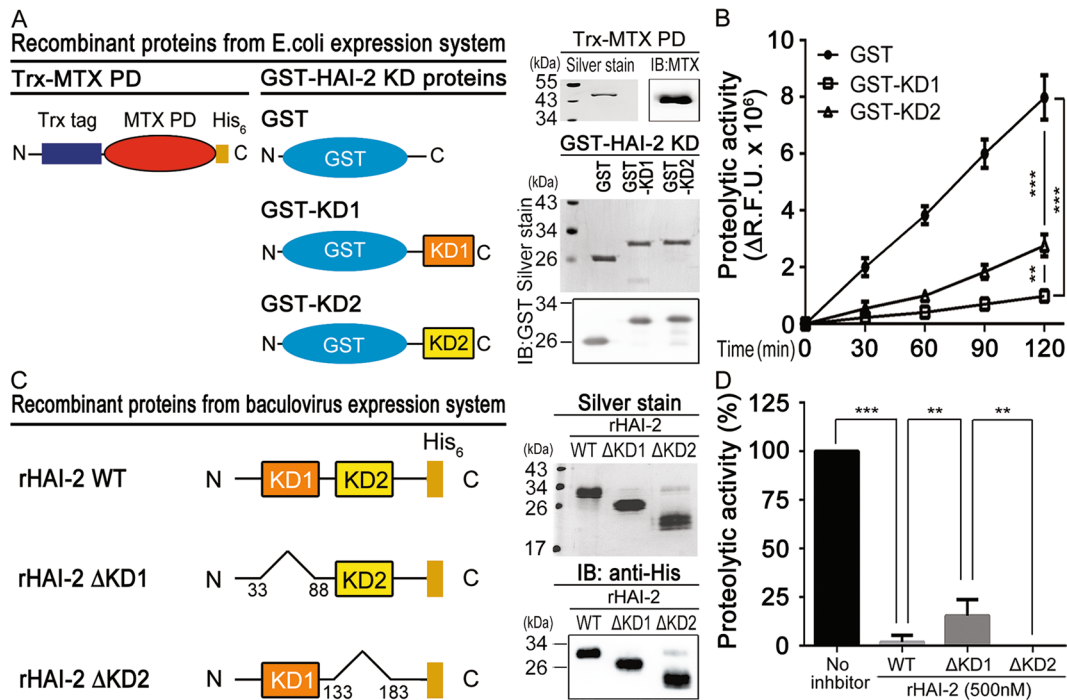 A
Recombinant proteins from E.coli expression system
Trx-MTX PD
Trx tag MTX PD His6
N C
GST-HAI-2 KD proteins
GST
N GST C
GST-KD1
N GST KD1 C
GST-KD2
N GST KD2 C
Trx-MTX PD
(kDa) Silver stain IB:MTX
55
43
34
GST-HAI-2 KD
(kDa) GST GST-KD1 GST-KD2
Silver stain
43
34
26
IB:GST
34
26
B
Proteolytic activity
(ΔR.F.U. x 10⁶)
10
8
6
4
2
0
GST
GST-KD1
GST-KD2
***
***
**
Time(min) 0 30 60 90 120
C
Recombinant proteins from baculovirus expression system
His6
rHAI-2 WT N KD1 KD2 C
rHAI-2 ΔKD1 N 33 88 KD2 C
rHAI-2 ΔKD2 N KD1 133 183 C
Silver stain
rHAI-2
(kDa) WT ΔKD1 ΔKD2
43
34
26
17
IB: anti-His
rHAI-2
(kDa) WT ΔKD1 ΔKD2
34
26
D
Proteolytic activity (%)
125
100
75
50
25
0
*** ** **
No inhbitor WT ΔKD1 ΔKD2
rHAI-2 (500nM)